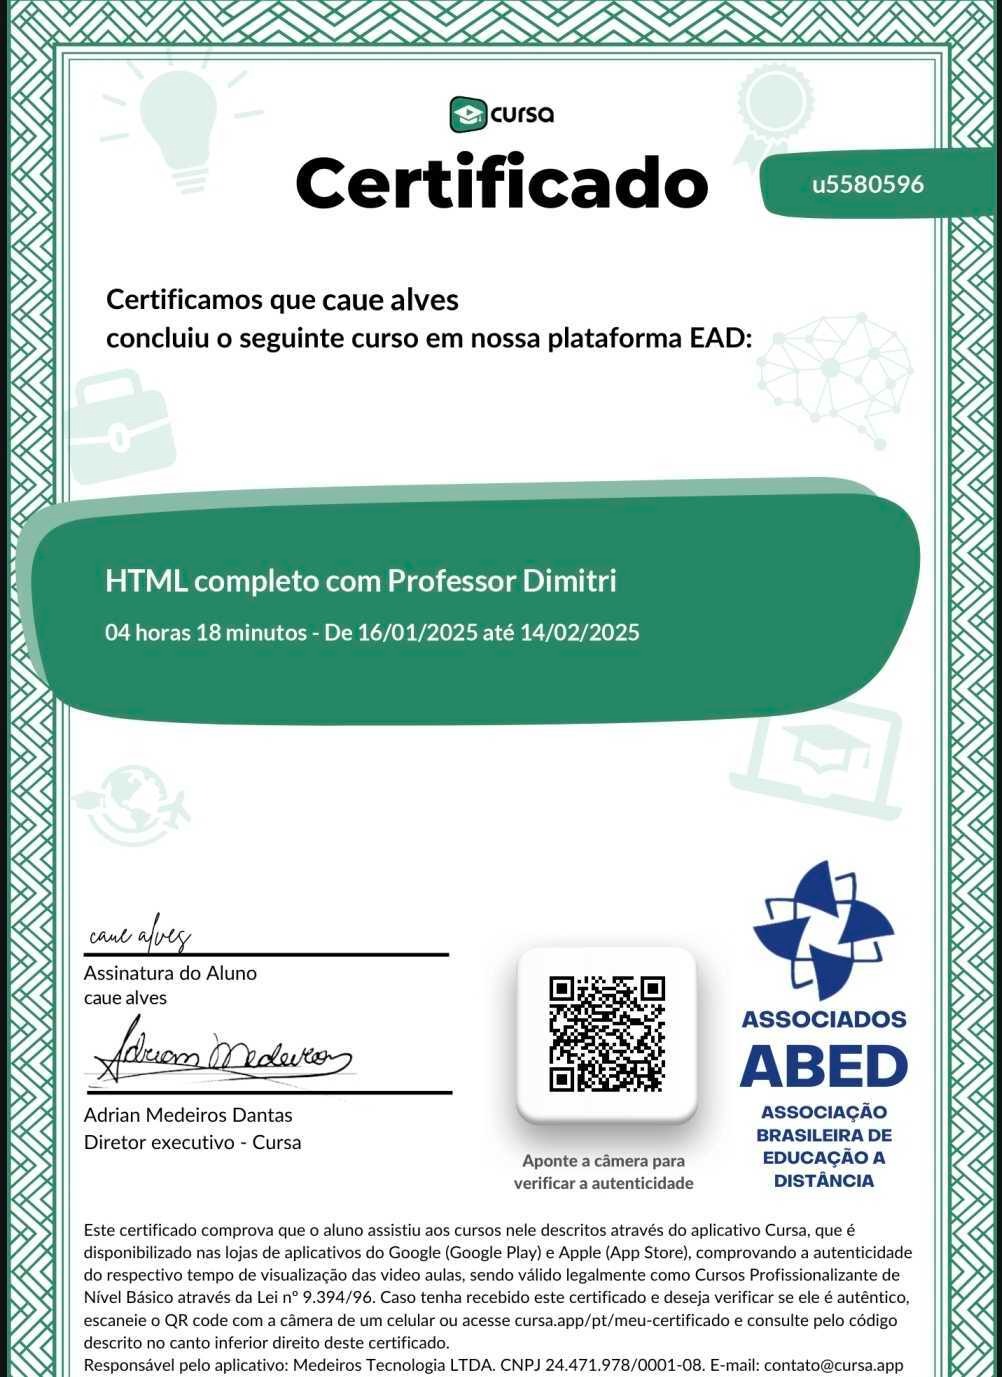 cursa
Certificado
u5580596
Certificamos que caue alves
concluiu o seguinte curso em nossa plataforma EAD:
HTML completo com Professor Dimitri
04 horas 18 minutos - De 16/01/2025 até 14/02/2025
caue alves
Assinatura do Aluno
caue alves
Adrian Medeiros
Adrian Medeiros Dantas
Diretor executivo - Cursa
Aponte a câmera para
verificar a autenticidade
ASSOCIADOS
ABED
ASSOCIAÇÃO
BRASILEIRA DE
EDUCAÇÃO A
DISTÂNCIA
Este certificado comprova que o aluno assistiu aos cursos nele descritos através do aplicativo Cursa, que é
disponibilizado nas lojas de aplicativos do Google (Google Play) e Apple (App Store), comprovando a autenticidade
do respectivo tempo de visualização das video aulas, sendo válido legalmente como Cursos Profissionalizante de
Nível Básico através da Lei nº 9.394/96. Caso tenha recebido este certificado e deseja verificar se ele é autêntico,
escaneie o QR code com a câmera de um celular ou acesse cursa.app/pt/meu-certificado e consulte pelo código
descrito no canto inferior direito deste certificado.
Responsável pelo aplicativo: Medeiros Tecnologia LTDA. CNPJ 24.471.978/0001-08. E-mail: contato@cursa.app